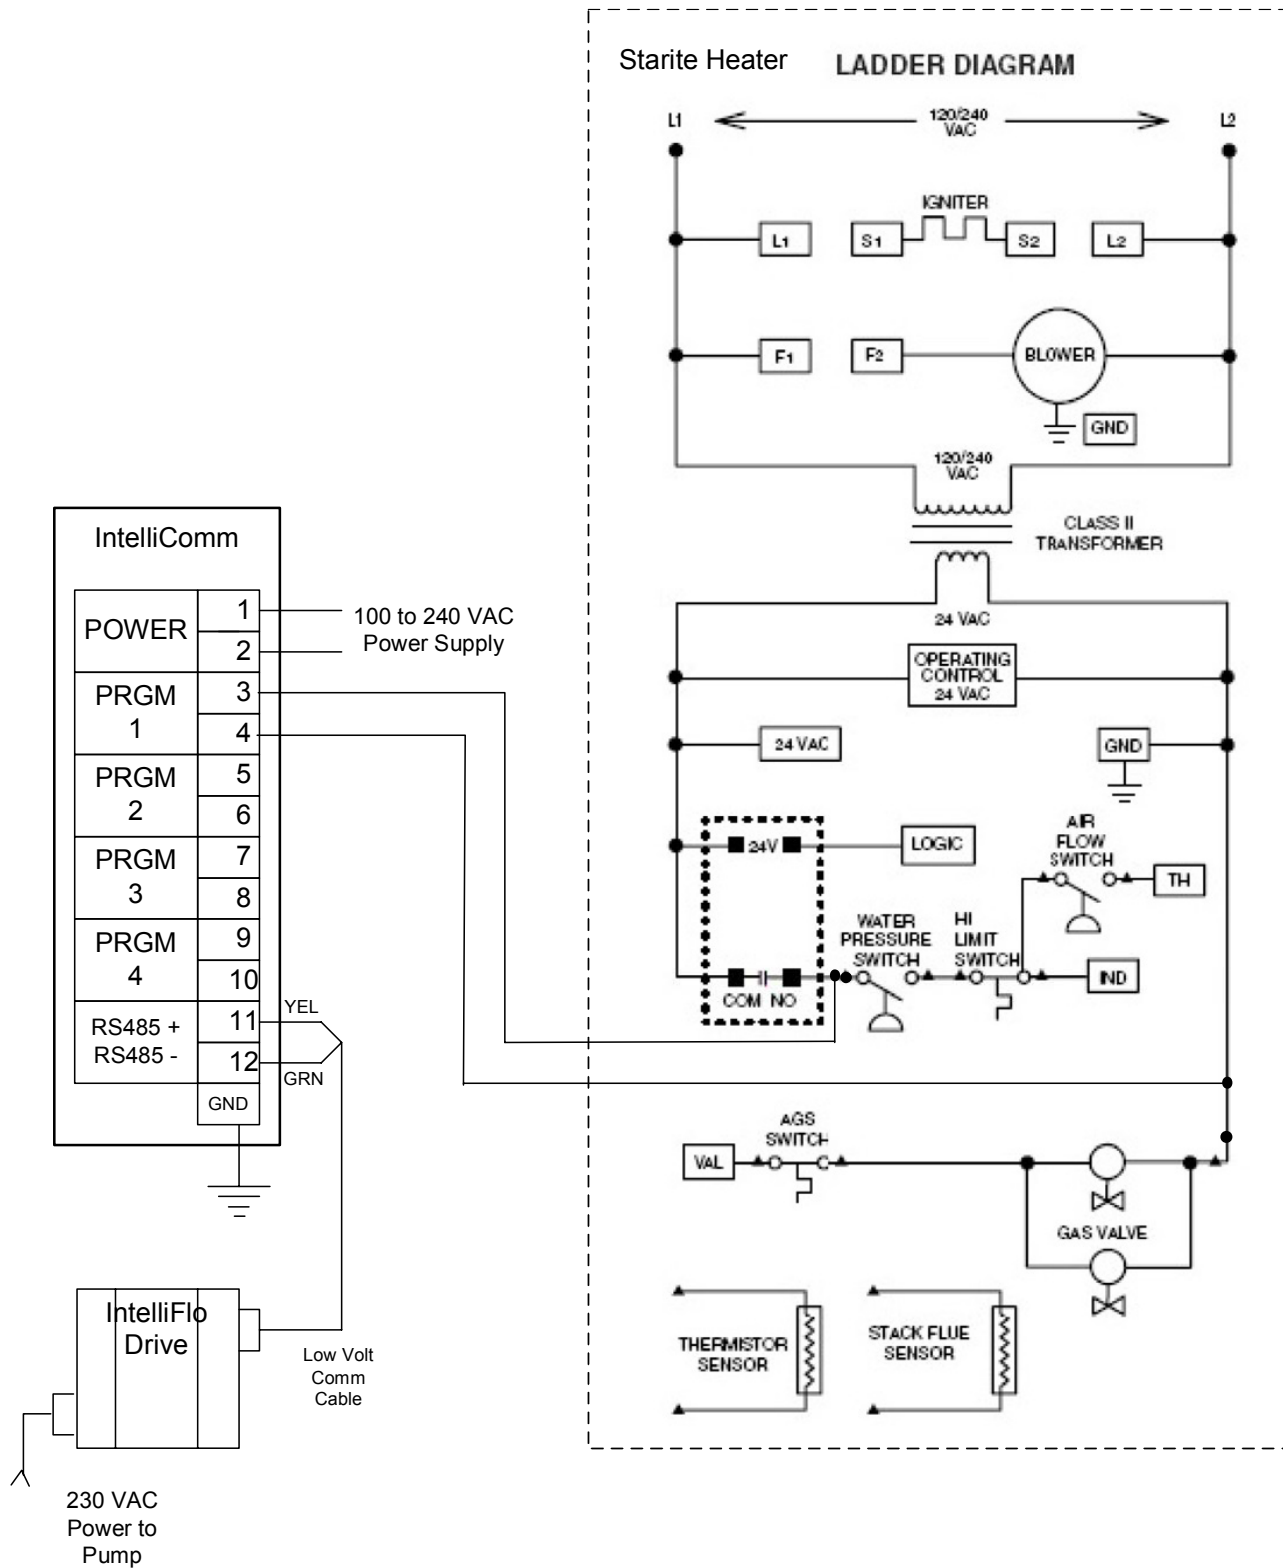 Starite Heater
LADDER DIAGRAM
L1
120/240
VAC
L2
IGNITER
L1
S1
S2
L2
F1
F2
BLOWER
GND
120/240
VAC
CLASS II
TRANSFORMER
24 VAC
OPERATING
CONTROL
24 VAC
24 VAC
GND
24V
LOGIC
AIR
FLOW
SWITCH
TH
WATER
PRESSURE
SWITCH
HI
LIMIT
SWITCH
COM NO
IND
AGS
SWITCH
VAL
GAS VALVE
THERMISTOR
SENSOR
STACK FLUE
SENSOR
IntelliComm
POWER
1
2
100 to 240 VAC
Power Supply
PRGM
1
3
4
PRGM
2
5
6
PRGM
3
7
8
PRGM
4
9
10
RS485 +
RS485 -
11
12
YEL
GRN
GND
IntelliFlo
Drive
Low Volt
Comm
Cable
230 VAC
Power to
Pump